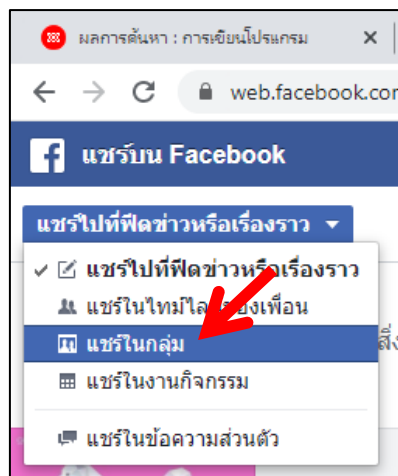 ผลการค้นหา : การเขียนโปรแกรม
web.facebook.con
แชร์บน Facebook
แชร์ไปที่ฟีดข่าวหรือเรื่องราว
แชร์ไปที่ฟีดข่าวหรือเรื่องราว
แชร์ในไทม์ไลน์ของเพื่อน
แชร์ในกลุ่ม
สิ่ง
แชร์ในงานกิจกรรม
แชร์ในข้อความส่วนตัว